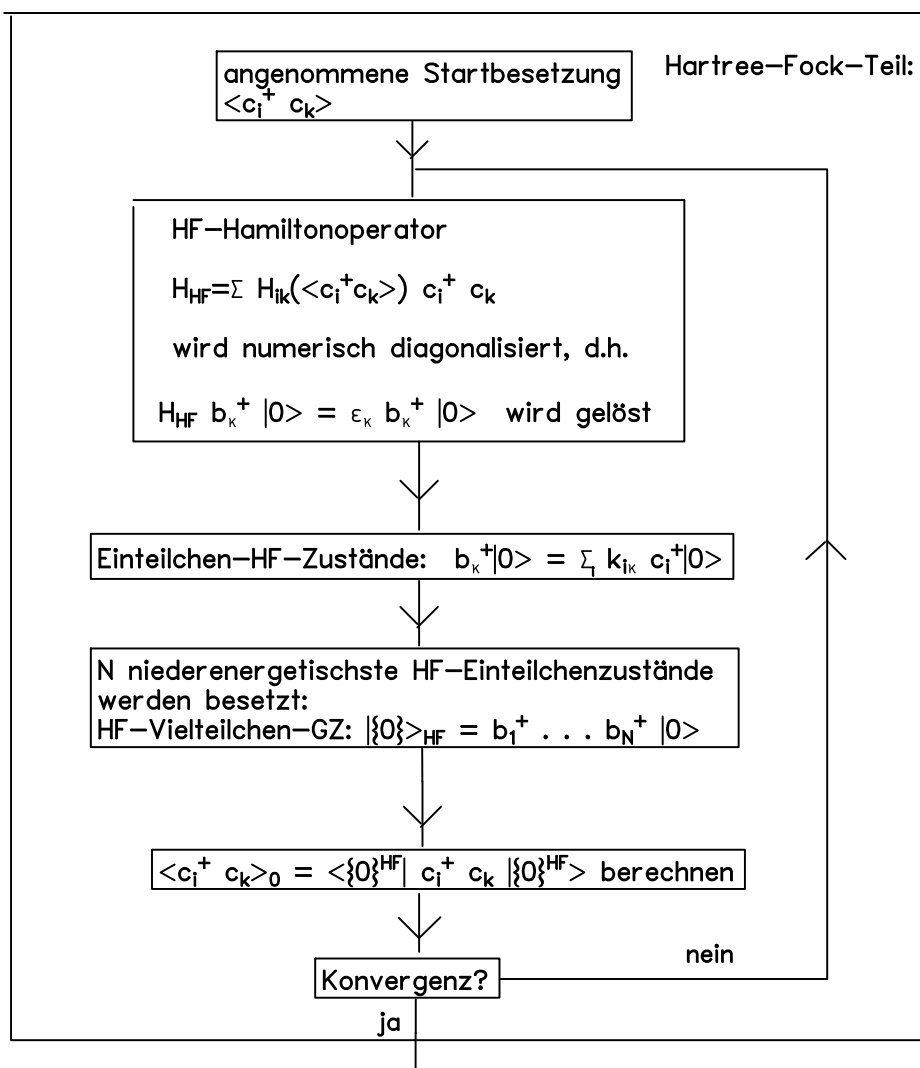 Hartree-Fock-Teil:
angenommene Startbesetzung
<c_i^+ c_k>
HF-Hamiltonoperator
H_HF=Σ H_ik(<c_i^+c_k>) c_i^+ c_k
wird numerisch diagonalisiert, d.h.
H_HF b_κ^+ |0> = ε_κ b_κ^+ |0> wird gelöst
Einteilchen-HF-Zustände: b_κ^+|0> = Σ_i k_iκ c_i^+|0>
N niederenergetischste HF-Einteilchenzustände
werden besetzt:
HF-Vielteilchen-GZ: |{0}>_HF = b_1^+ . . . b_N^+ |0>
<c_i^+ c_k>_0 = <{0}^HF| c_i^+ c_k |{0}^HF> berechnen
nein
Konvergenz?
ja